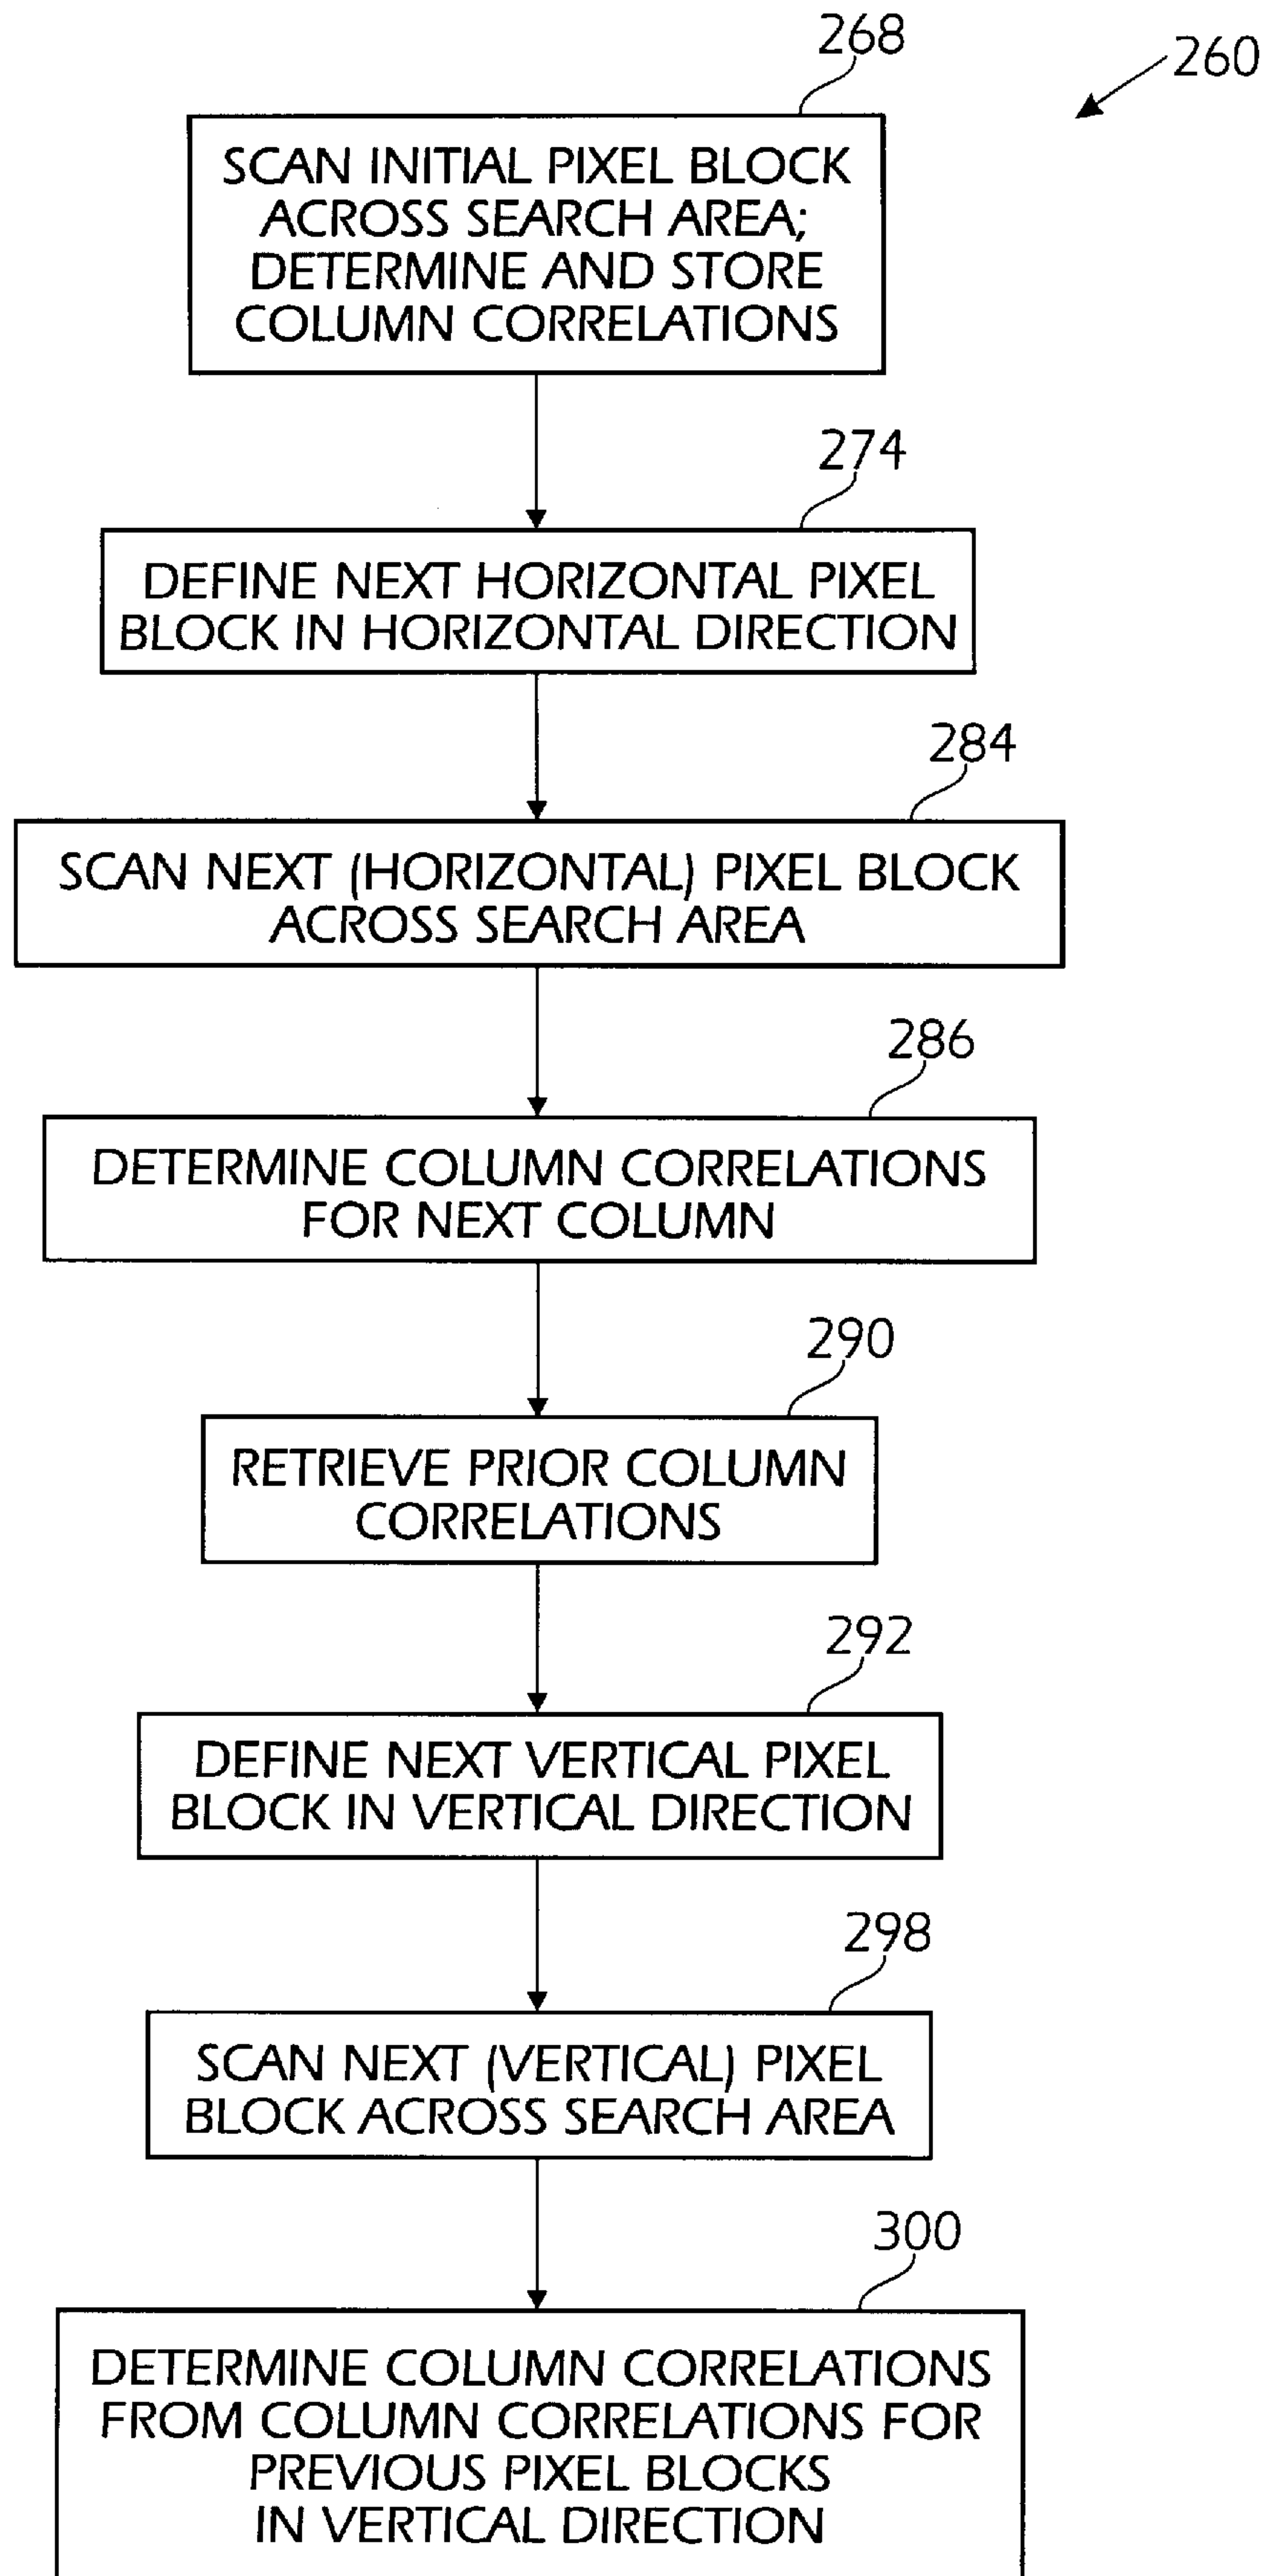 268
260
SCAN INITIAL PIXEL BLOCK
ACROSS SEARCH AREA;
DETERMINE AND STORE
COLUMN CORRELATIONS
274
DEFINE NEXT HORIZONTAL PIXEL
BLOCK IN HORIZONTAL DIRECTION
284
SCAN NEXT (HORIZONTAL) PIXEL BLOCK
ACROSS SEARCH AREA
286
DETERMINE COLUMN CORRELATIONS
FOR NEXT COLUMN
290
RETRIEVE PRIOR COLUMN
CORRELATIONS
292
DEFINE NEXT VERTICAL PIXEL
BLOCK IN VERTICAL DIRECTION
298
SCAN NEXT (VERTICAL) PIXEL
BLOCK ACROSS SEARCH AREA
300
DETERMINE COLUMN CORRELATIONS
FROM COLUMN CORRELATIONS FOR
PREVIOUS PIXEL BLOCKS
IN VERTICAL DIRECTION